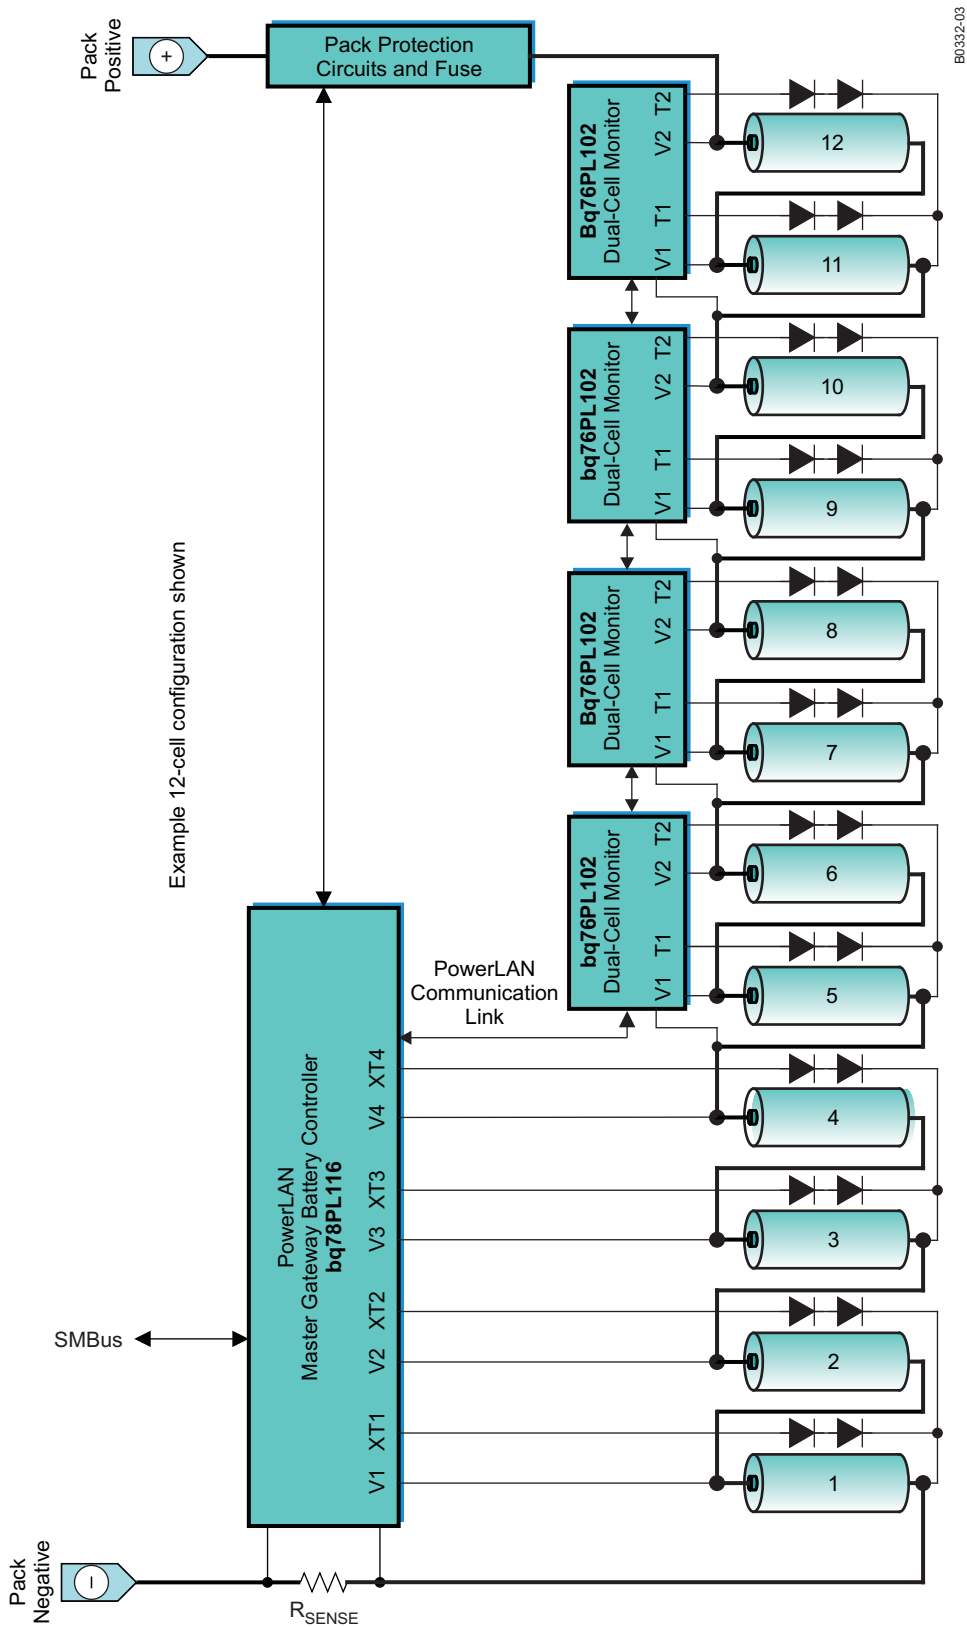 B0332-03
Pack
Positive
+
Pack Protection
Circuits and Fuse
Bq76PL102
Dual-Cell Monitor
V1 T1 V2 T2
12
11
bq76PL102
Dual-Cell Monitor
V1 T1 V2 T2
10
9
Example 12-cell configuration shown
Bq76PL102
Dual-Cell Monitor
V1 T1 V2 T2
8
7
bq76PL102
Dual-Cell Monitor
V1 T1 V2 T2
6
5
PowerLAN
Communication
Link
PowerLAN
Master Gateway Battery Controller
bq78PL116
V1 XT1 V2 XT2 V3 XT3 V4 XT4
4
3
SMBus
2
1
Pack
Negative
–
RSENSE